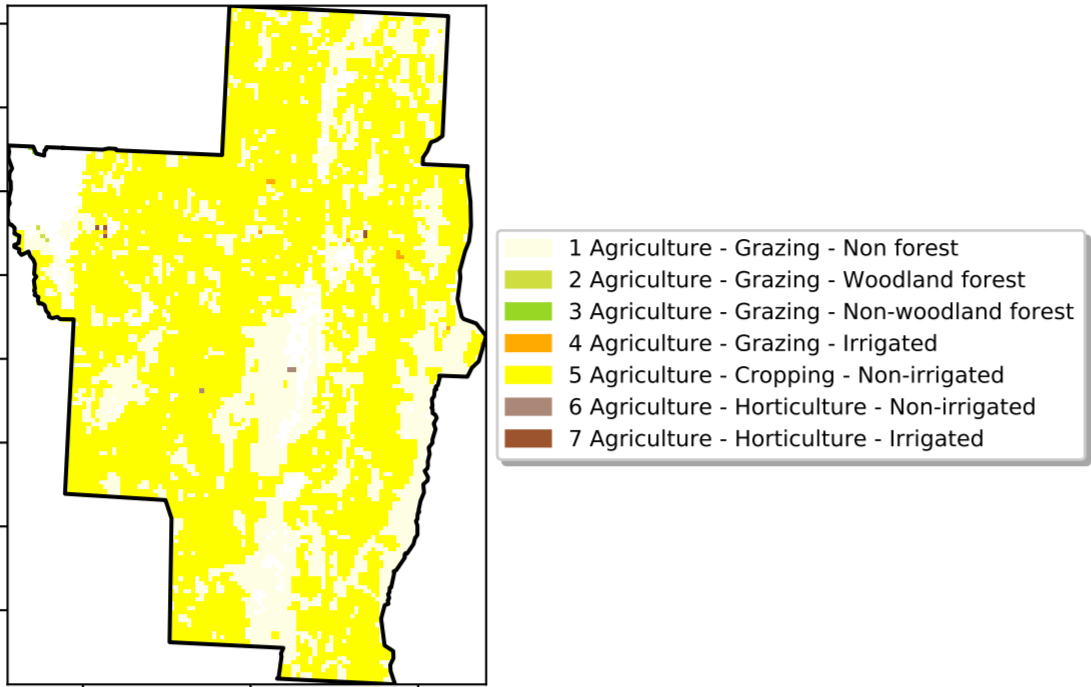 1 Agriculture - Grazing - Non forest
2 Agriculture - Grazing - Woodland forest
3 Agriculture - Grazing - Non-woodland forest
4 Agriculture - Grazing - Irrigated
5 Agriculture - Cropping - Non-irrigated
6 Agriculture - Horticulture - Non-irrigated
7 Agriculture - Horticulture - Irrigated